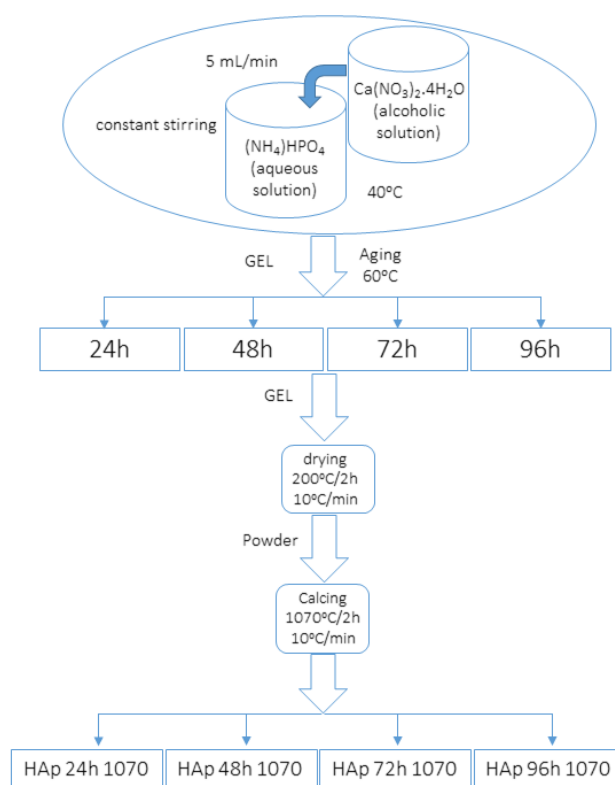 5 mL/min
Ca(NO₃)₂.4H₂O
(alcoholic
solution)
constant stirring
(NH₄)HPO₄
(aqueous
solution)
40ºC
GEL
Aging
60ºC
24h
48h
72h
96h
GEL
drying
200ºC/2h
10ºC/min
Powder
Calcing
1070ºC/2h
10ºC/min
HAp 24h 1070
HAp 48h 1070
HAp 72h 1070
HAp 96h 1070